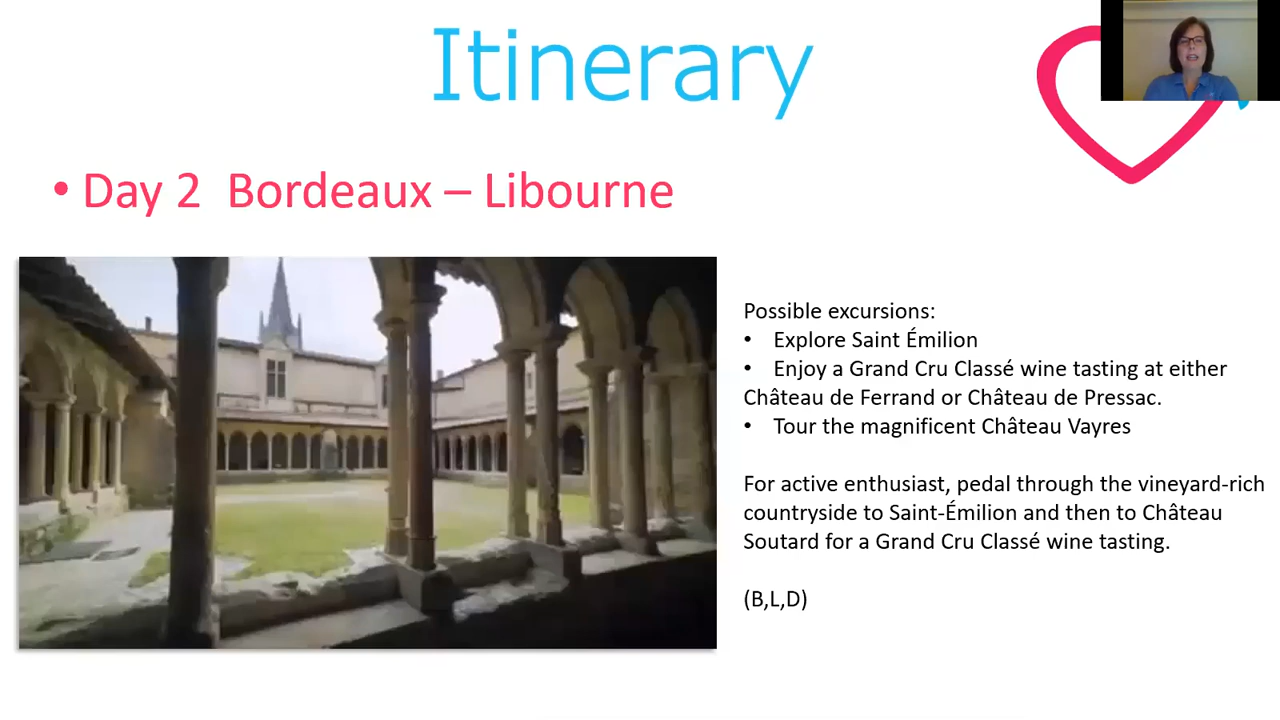 Itinerary
• Day 2  Bordeaux – Libourne
Possible excursions:
• Explore Saint Émilion
• Enjoy a Grand Cru Classé wine tasting at either
Château de Ferrand or Château de Pressac.
• Tour the magnificent Château Vayres
For active enthusiast, pedal through the vineyard-rich
countryside to Saint-Émilion and then to Château
Soutard for a Grand Cru Classé wine tasting.
(B,L,D)